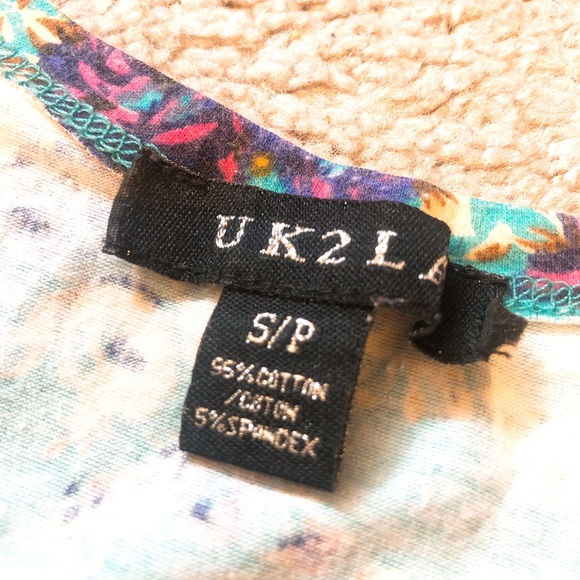 UK2LA
S/P
95%COTTON
/COTON
5%SPANDEX